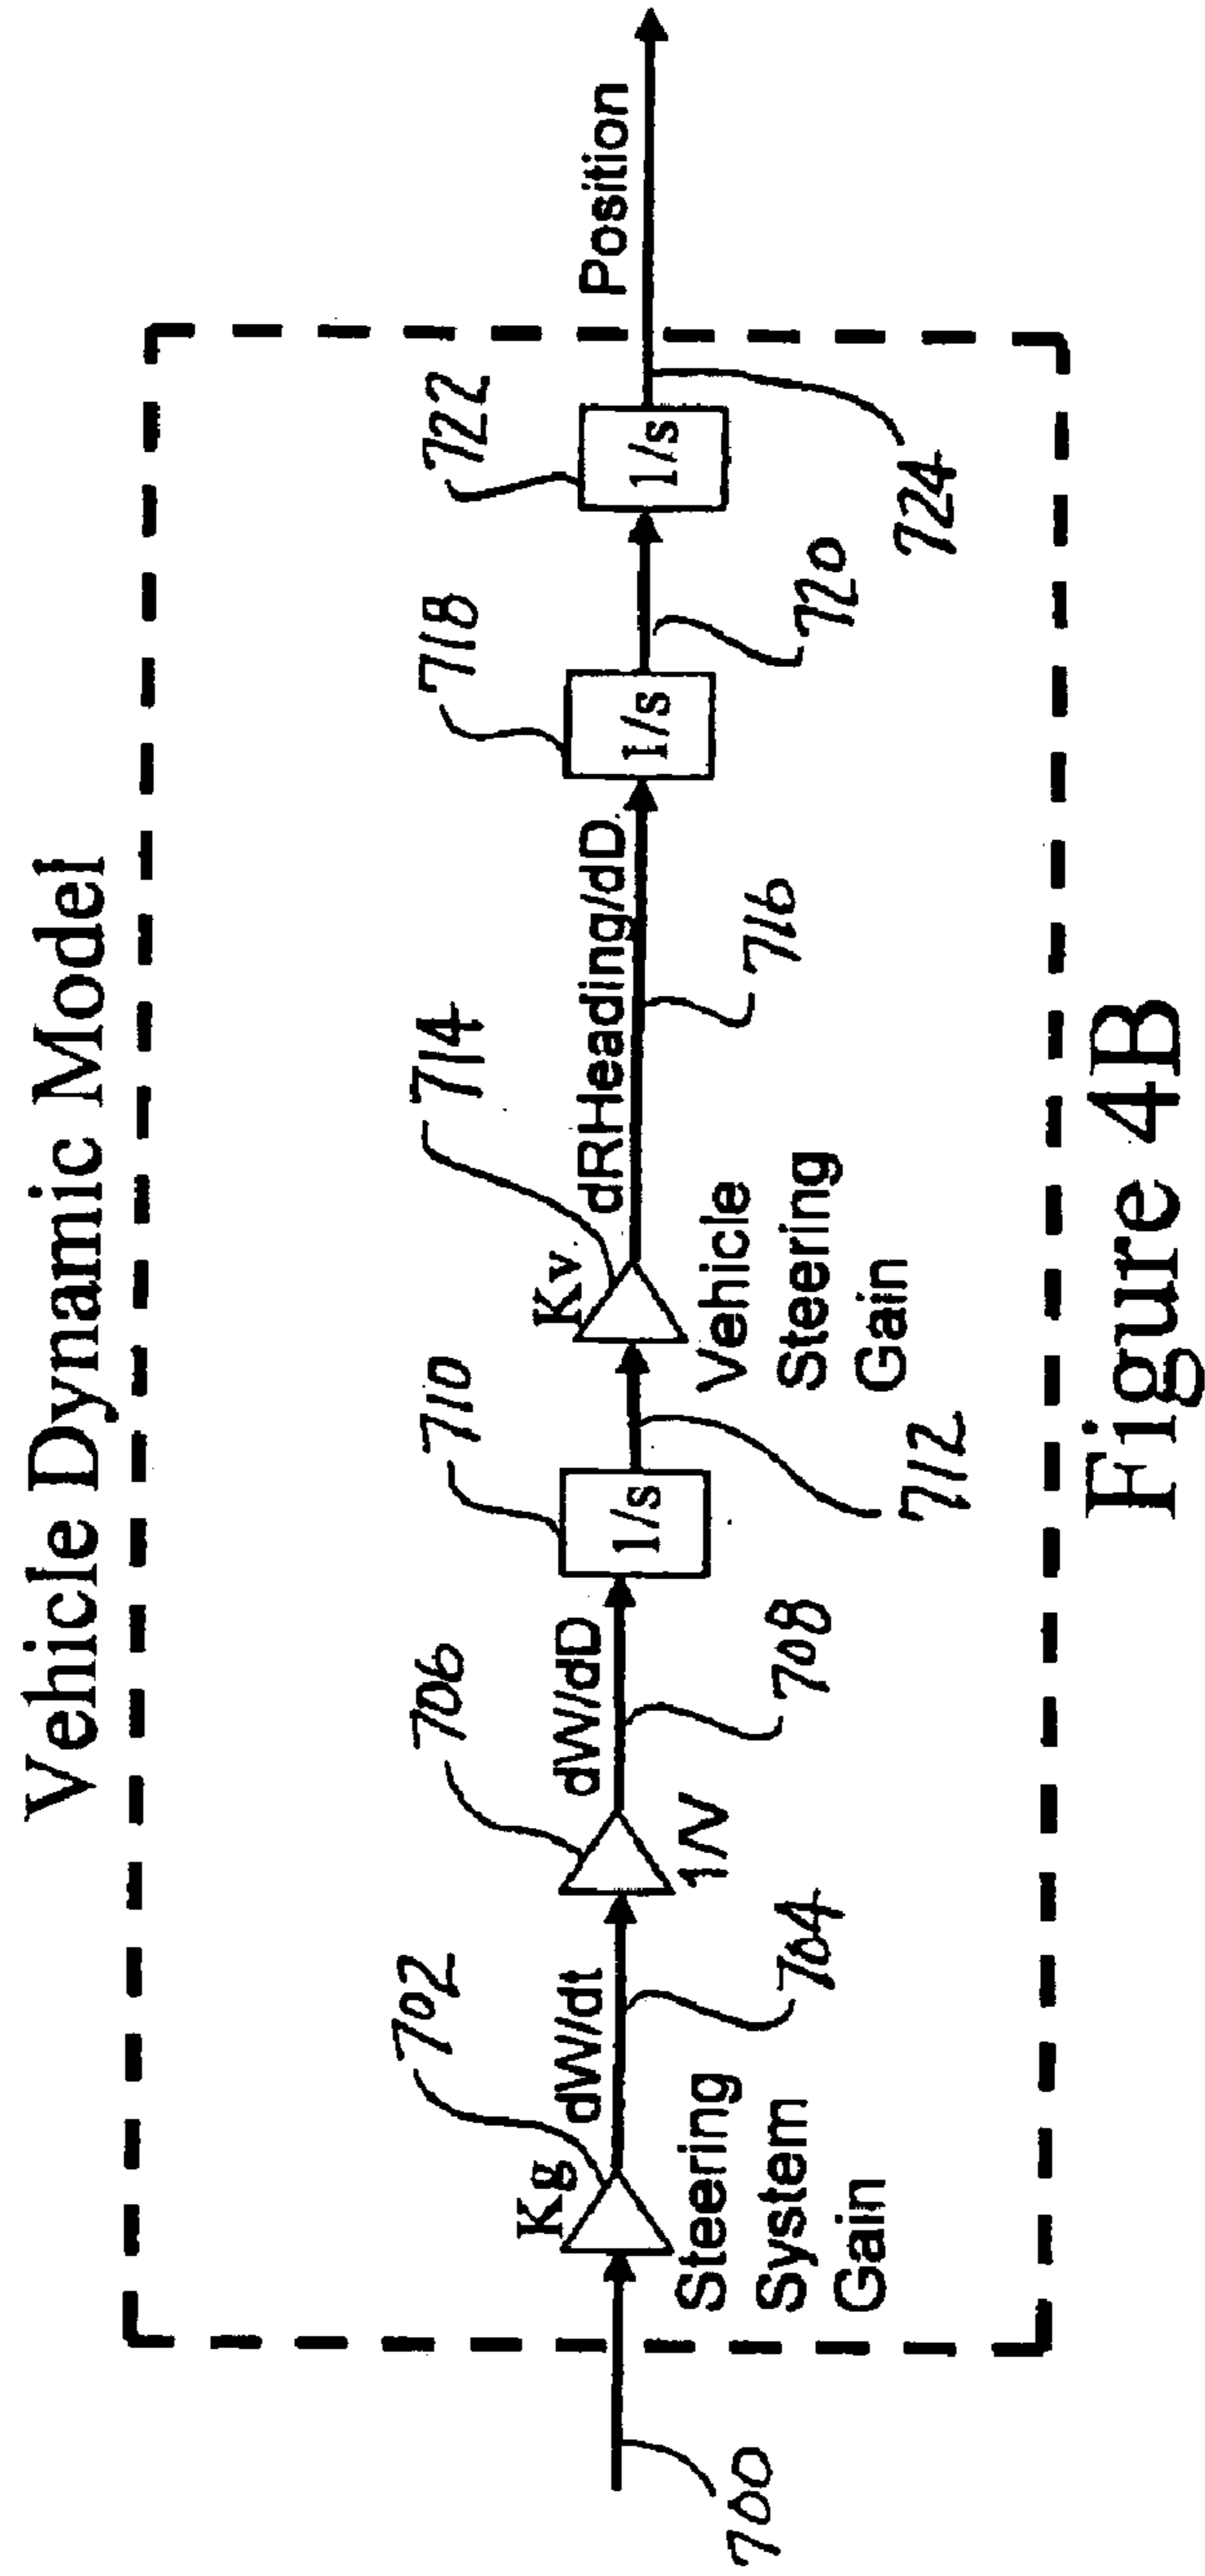 Vehicle Dynamic Model
702
706
710
714
718
722
Kg
dW/dt
dW/dD
Kv
dRHeading/dD
Position
1/s
1/s
1/s
Steering
System
Gain
1/V
Vehicle
Steering
Gain
700
704
708
712
716
720
724
Figure 4B